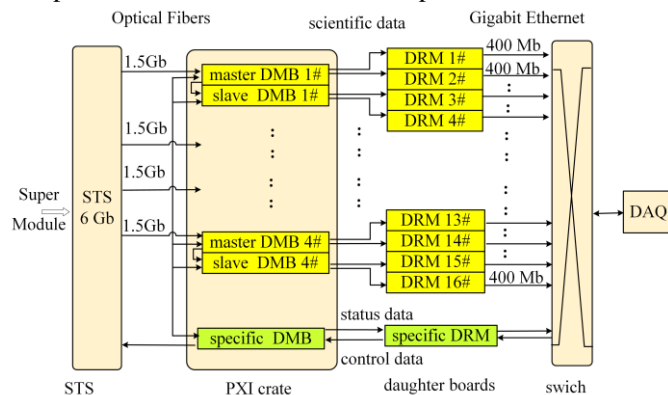 Optical Fibers
scientific data
Gigabit Ethernet
1.5Gb
master DMB 1#
slave DMB 1#
DRM 1#
DRM 2#
DRM 3#
DRM 4#
400 Mb
400Mb
1.5Gb
1.5Gb
Super
Module
STS
6 Gb
DAQ
1.5Gb
master DMB 4#
slave DMB 4#
DRM 13#
DRM 14#
DRM 15#
DRM 16#
400 Mb
status data
specific DMB
specific DRM
control data
STS
PXI crate
daughter boards
swich